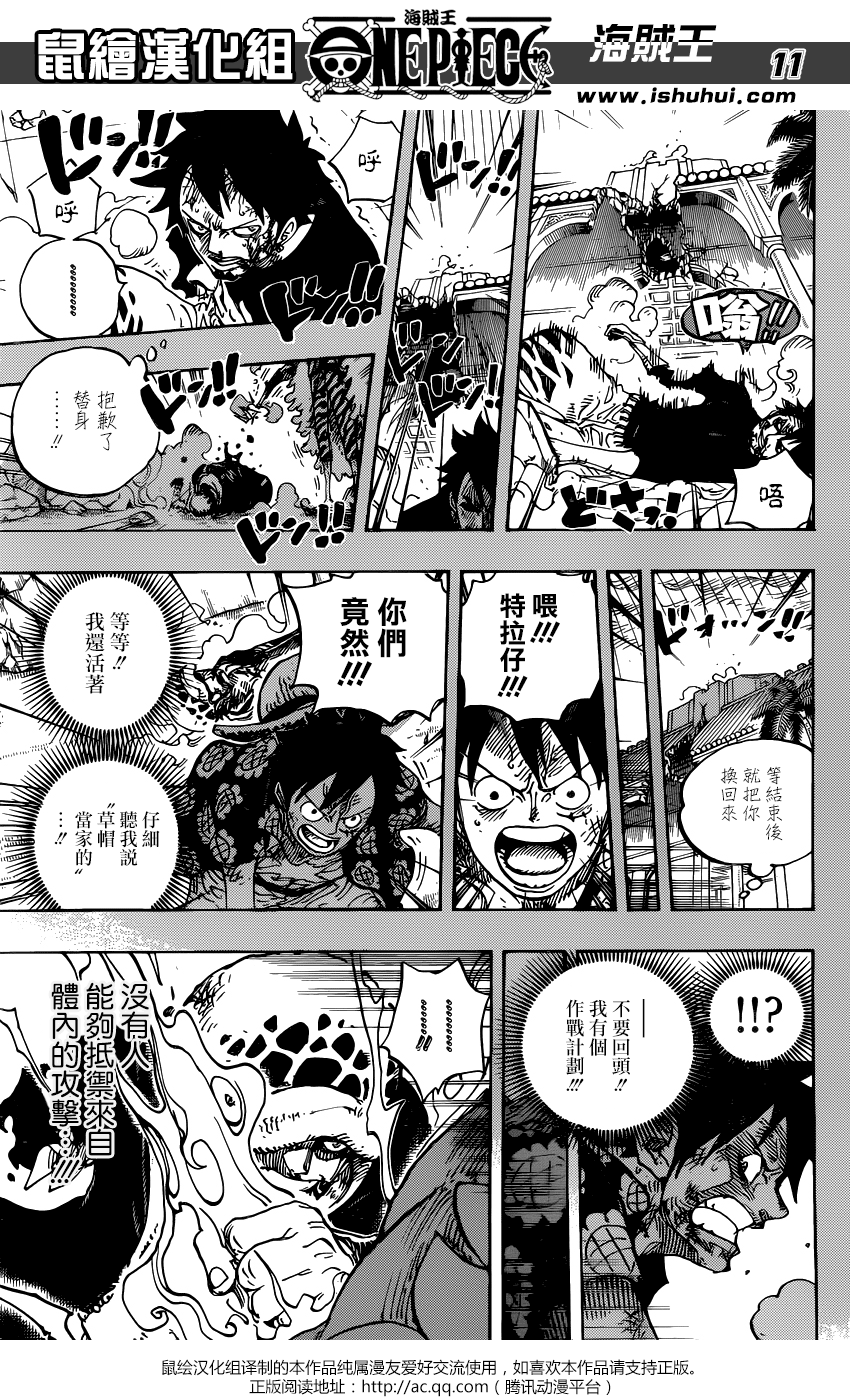 鼠繪漢化組
海賊王
ONE PIECE
海賊王
11
www.ishuhui.com
嗡!!
唔
ドサッ!!
ドン!!
ドン!!
ドン!!
呼
呼
…………
ドン!!
ドン!!
ドン!!
抱歉了
替身
……!!
ドォン…!!
等結束後
就把你
換回來
喂!!!
特拉仔!!!
你們
竟然!!!
等等!!
我還活著
仔細
聽我說
〝草帽
當家的〞
…!!
!!?
——
不要回頭!!
我有個
作戰計劃!!!
………!!
沒有人
能夠抵禦來自
體內的攻擊…!!!
鼠绘汉化组译制的本作品纯属漫友爱好交流使用，如喜欢本作品请支持正版。
正版阅读地址：http://ac.qq.com（腾讯动漫平台）